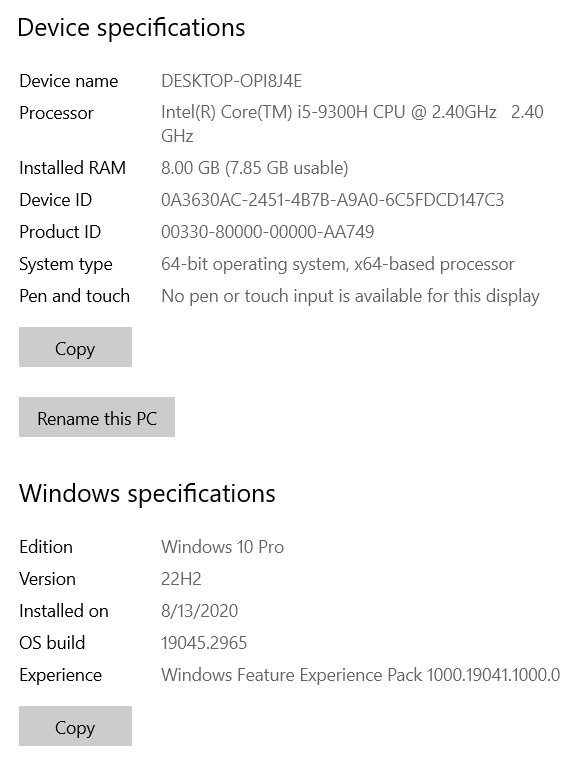 Device specifications
Device name DESKTOP-OPI8J4E
Processor Intel(R) Core(TM) i5-9300H CPU @ 2.40GHz 2.40
GHz
Installed RAM 8.00 GB (7.85 GB usable)
Device ID 0A3630AC-2451-4B7B-A9A0-6C5FDCD147C3
Product ID 00330-80000-00000-AA749
System type 64-bit operating system, x64-based processor
Pen and touch No pen or touch input is available for this display
Copy
Rename this PC
Windows specifications
Edition Windows 10 Pro
Version 22H2
Installed on 8/13/2020
OS build 19045.2965
Experience Windows Feature Experience Pack 1000.19041.1000.0
Copy